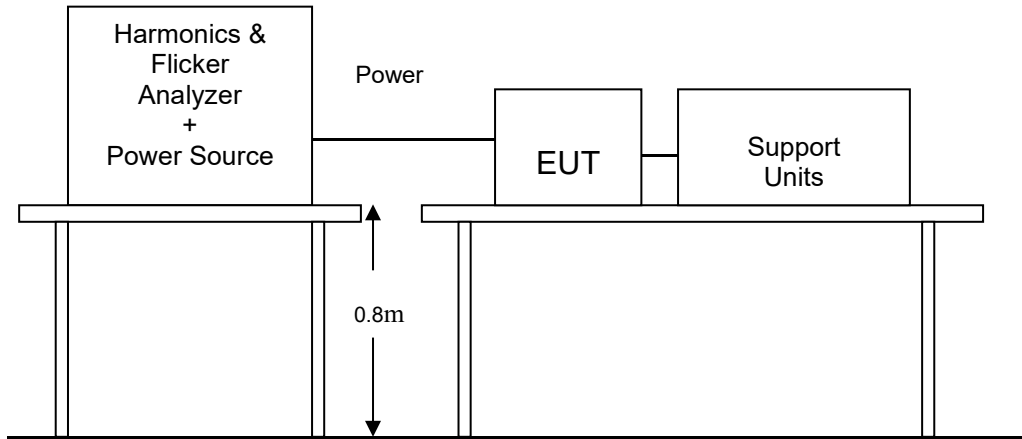 Harmonics &
Flicker
Analyzer
+
Power Source
Power
EUT
Support
Units
0.8m